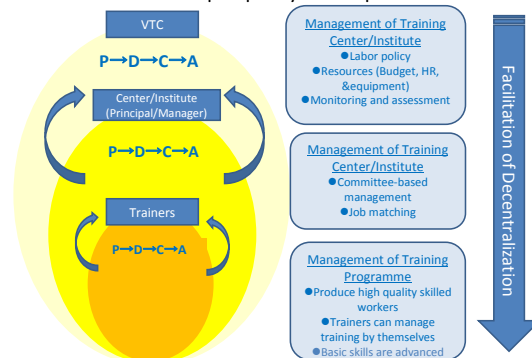 VTC
P→D→C→A
Center/Institute
(Principal/Manager)
P→D→C→A
Trainers
P→D→C→A
Management of Training
Center/Institute
●Labor policy
●Resources (Budget, HR,
&equipment)
●Monitoring and assessment
Management of Training
Center/Institute
●Committee-based
management
●Job matching
Management of Training
Programme
●Produce high quality skilled
workers
●Trainers can manage
training by themselves
●Basic skills are advanced
Facilitation of Decentralization